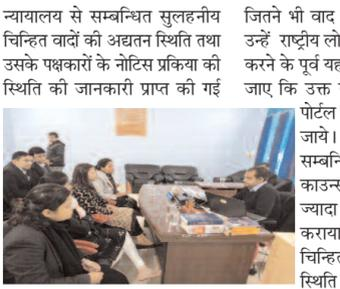 न्यायालय से सम्बन्धित सुलहनीय
चिन्हित वादों की अद्यतन स्थिति तथा
उसके पक्षकारों के नोटिस प्रकिया की
स्थिति की जानकारी प्राप्त की गई
जितने भी वाद
उन्हें राष्ट्रीय लो
करने के पूर्व यह
जाए कि उक्त
पोर्टल
जाये।
सम्बन्धि
काउन्स
ज्यादा
कराया
चिन्हित
स्थिति